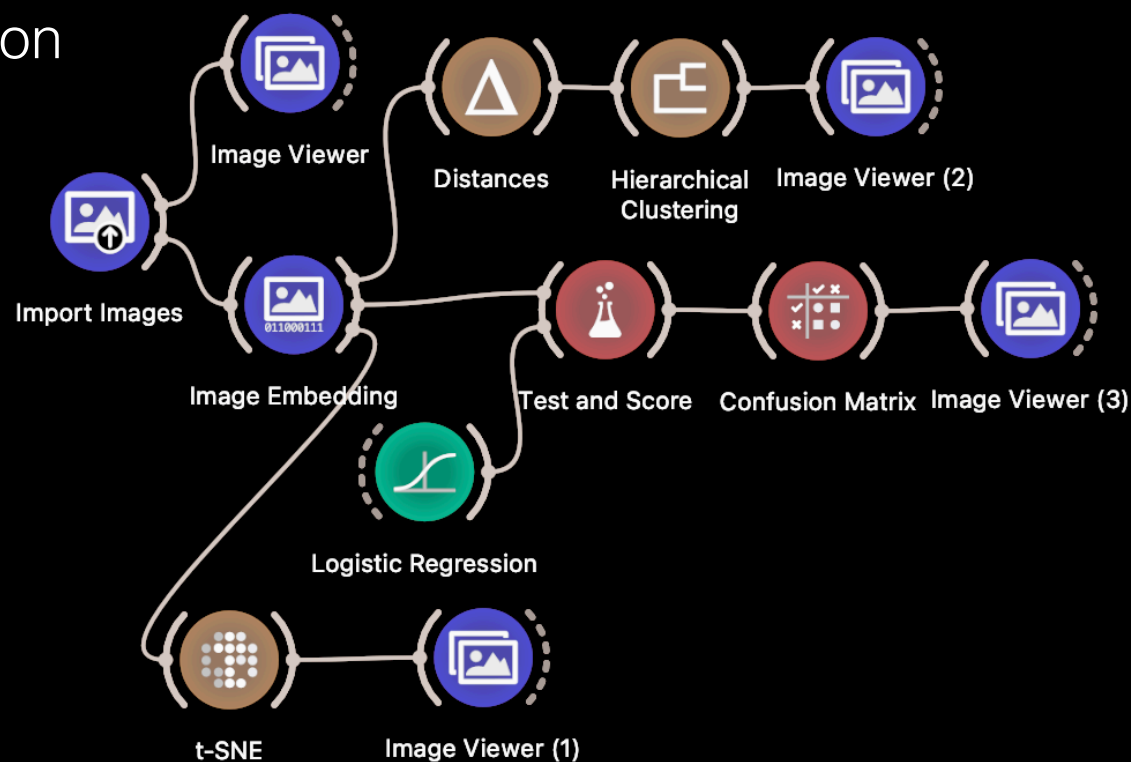 on
Image Viewer
Distances
Hierarchical
Clustering
Image Viewer (2)
Import Images
011000111
Image Embedding
Test and Score
Confusion Matrix
Image Viewer (3)
Logistic Regression
t-SNE
Image Viewer (1)